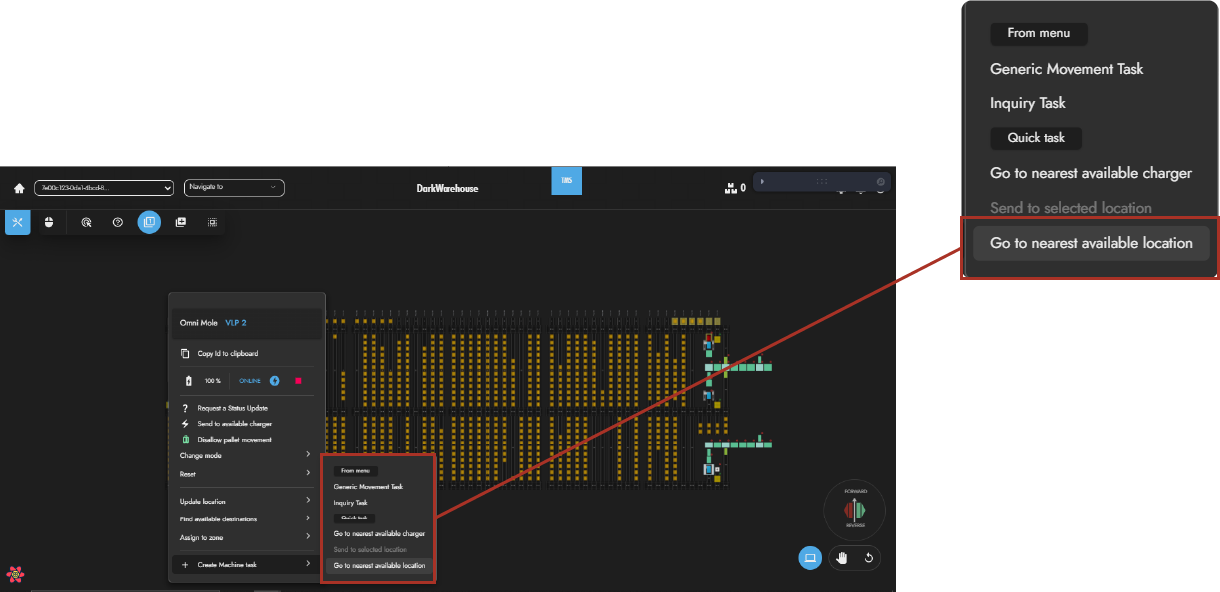 From menu
Generic Movement Task
Inquiry Task
Quick task
Go to nearest available charger
Send to selected location
Go to nearest available location
Navigate to
DarkWarehouse
TMS
0
Omni Mole VLP 2
Copy Id to clipboard
100 % ONLINE
Request a Status Update
Send to available charger
Disallow pallet movement
Change mode
Reset
Update location
Find available destinations
Assign to zone
Create Machine task
From menu
Generic Movement Task
Inquiry Task
Quick task
Go to nearest available charger
Send to selected location
Go to nearest available location
FORWARD
REVERSE